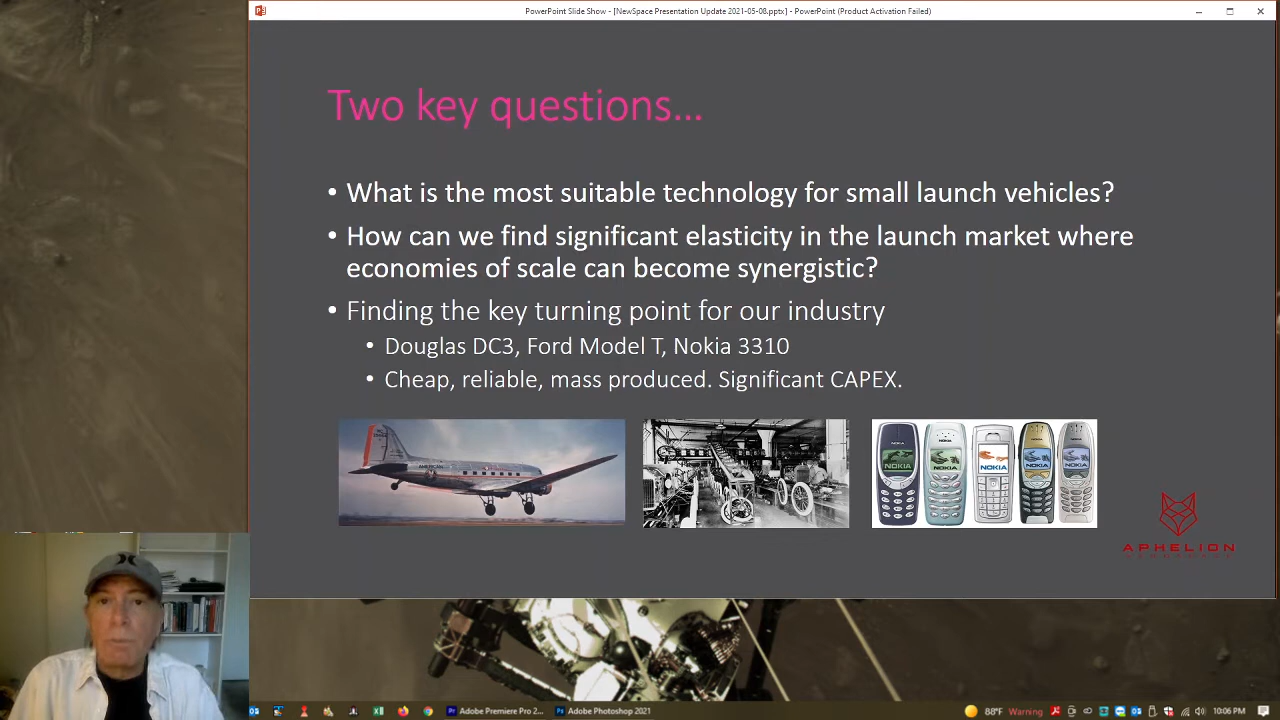 PowerPoint Slide Show - [NewSpace Presentation Update 2021-05-08.pptx] - PowerPoint (Product Activation Failed)
Two key questions...
• What is the most suitable technology for small launch vehicles?
• How can we find significant elasticity in the launch market where
economies of scale can become synergistic?
• Finding the key turning point for our industry
• Douglas DC3, Ford Model T, Nokia 3310
• Cheap, reliable, mass produced. Significant CAPEX.
AMERICAN
NOKIA
NOKIA
NOKIA
NOKIA
NOKIA
APHELION
Adobe Premiere Pro 2...
Adobe Photoshop 2021
88°F Warning
10:06 PM